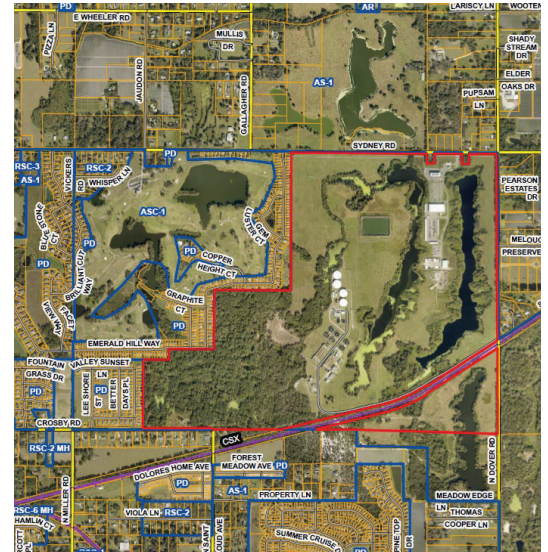 PD
AR
LARISCY LN
WOOTEN
E WHEELER RD
PIZZA LN
MULLIS
DR
JAUDON RD
GALLAGHER RD
AS-1
SHADY
STREAM
DR
ELDER
OAKS DR
PUPSAM
LN
SYDNEY RD
RSC-3
AS-1
VICKERS
RD
RSC-2
PD
WHISPER LN
ASC-1
PEARSON
ESTATES
DR
BLUE STONE
CT
PD
PD
BRILLIANT CUT
WAY
GEM
LUSTER CT
PD
COPPER
HEIGHT CT
MELOUG
PRESERVE
FACET
VIEW WAY
GRAPHITE
CT
PD
EMERALD HILL WAY
FOUNTAIN
GRASS DR
VALLEY SUNSET
LN
PD
LEE SHORE
ST
BETTER
DAYS PL
CROSBY RD
RSC-2 MH
CSX
DOLORES HOME AVE
FOREST
MEADOW AVE
PD
PD
AS-1
PROPERTY LN
N DOVER RD
MEADOW EDGE
LN
THOMAS
COOPER LN
RSC-6 MH
HAMLIN CT
N MILLER RD
VIOLA LN
RSC-2
SAINT
CLOUD AVE
PD
SUMMER CRUISE D
PINE TOP
DR